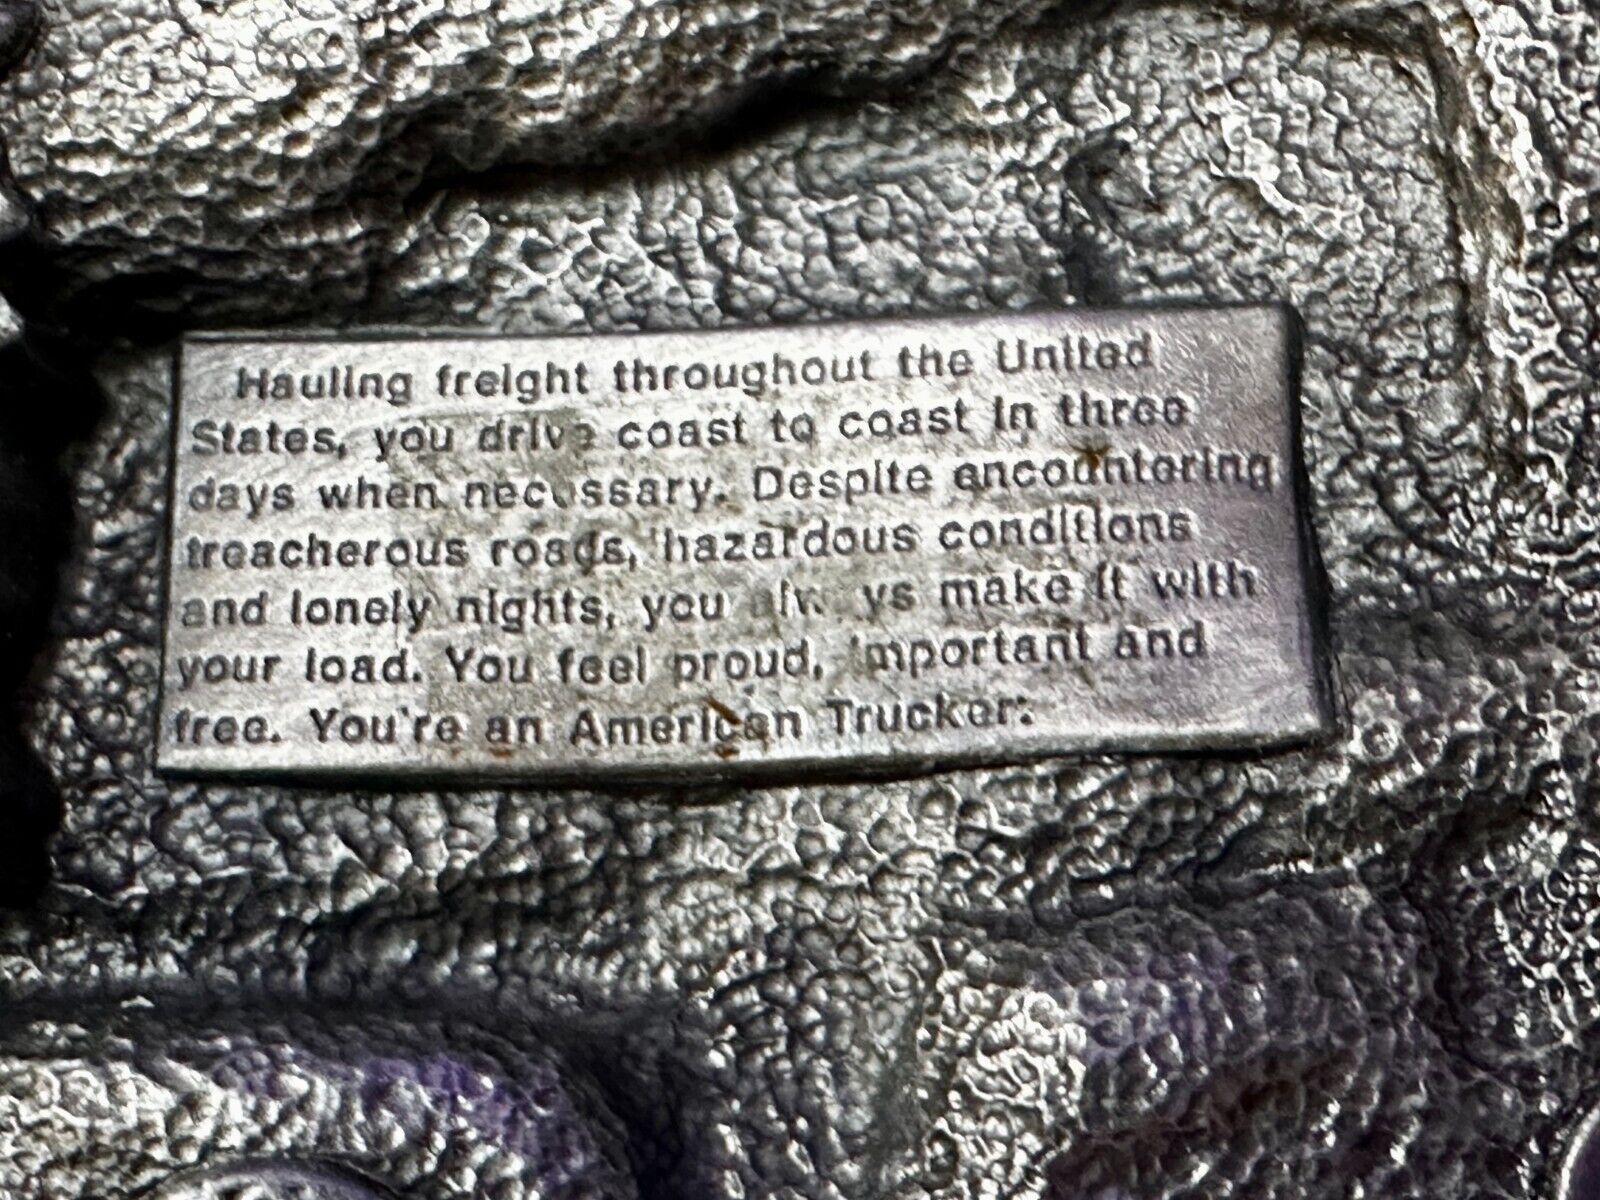 Hauling freight throughout the United
States, you drive coast to coast in three
days when necessary. Despite encountering
treacherous roads, hazardous conditions
and lonely nights, you always make it with
your load. You feel proud, important and
free. You're an American Trucker.